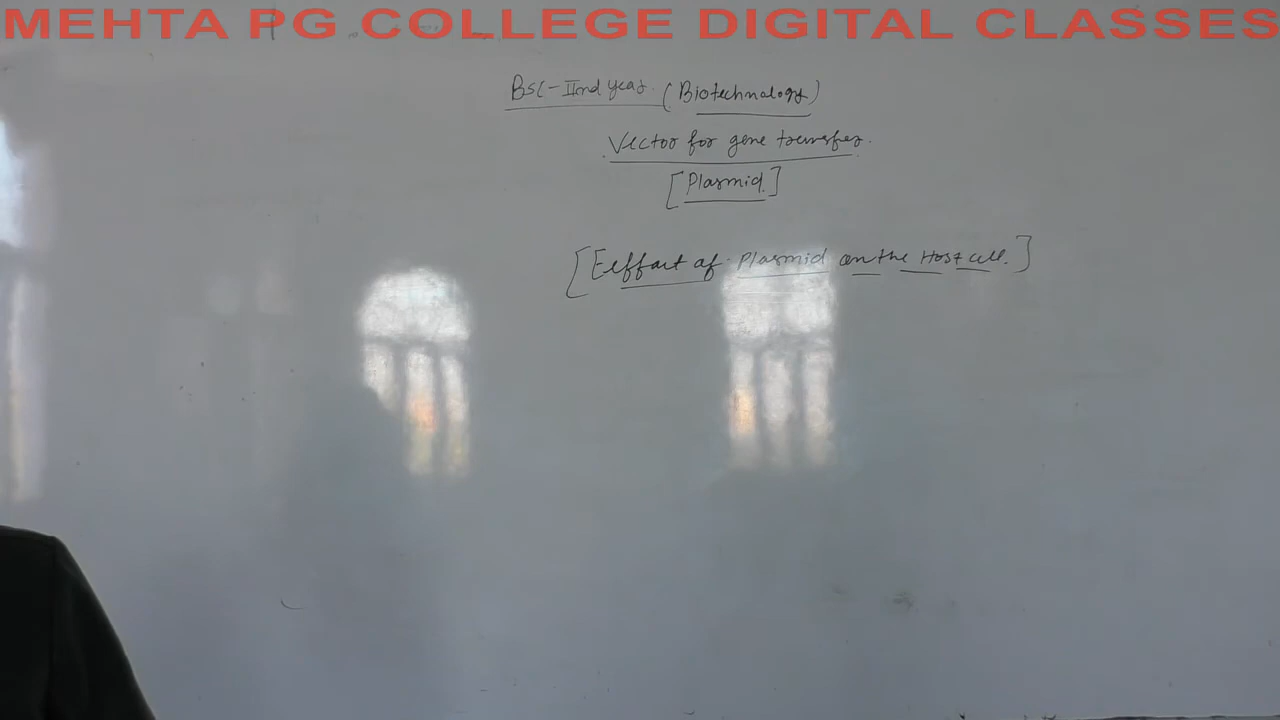 MEHTA PG COLLEGE DIGITAL CLASSES
BSC-IInd year (Biotechnology)
Vector for gene transfer.
[Plasmid]
[Eeffort of Plasmid on the Host cell.]